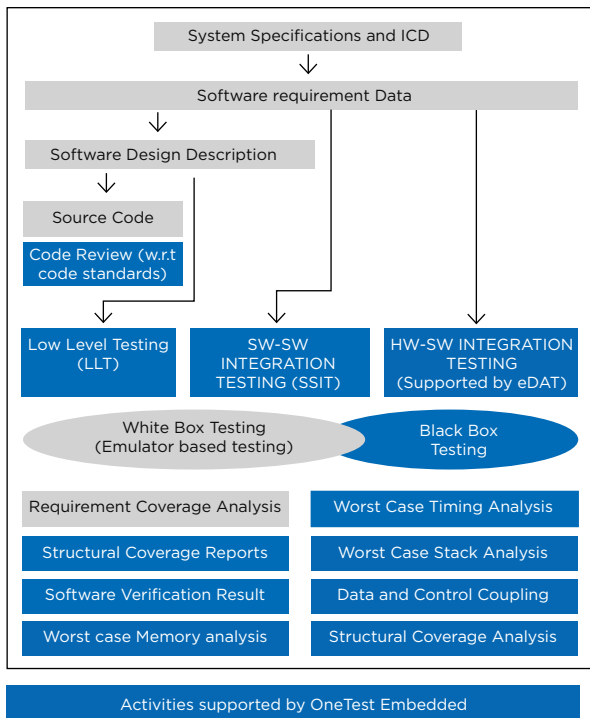 System Specifications and ICD
Software requirement Data
Software Design Description
Source Code
Code Review (w.r.t
code standards)
Low Level Testing
(LLT)
SW-SW
INTEGRATION
TESTING (SSIT)
HW-SW INTEGRATION
TESTING
(Supported by eDAT)
White Box Testing
(Emulator based testing)
Black Box
Testing
Requirement Coverage Analysis
Worst Case Timing Analysis
Structural Coverage Reports
Worst Case Stack Analysis
Software Verification Result
Data and Control Coupling
Worst case Memory analysis
Structural Coverage Analysis
Activities supported by OneTest Embedded